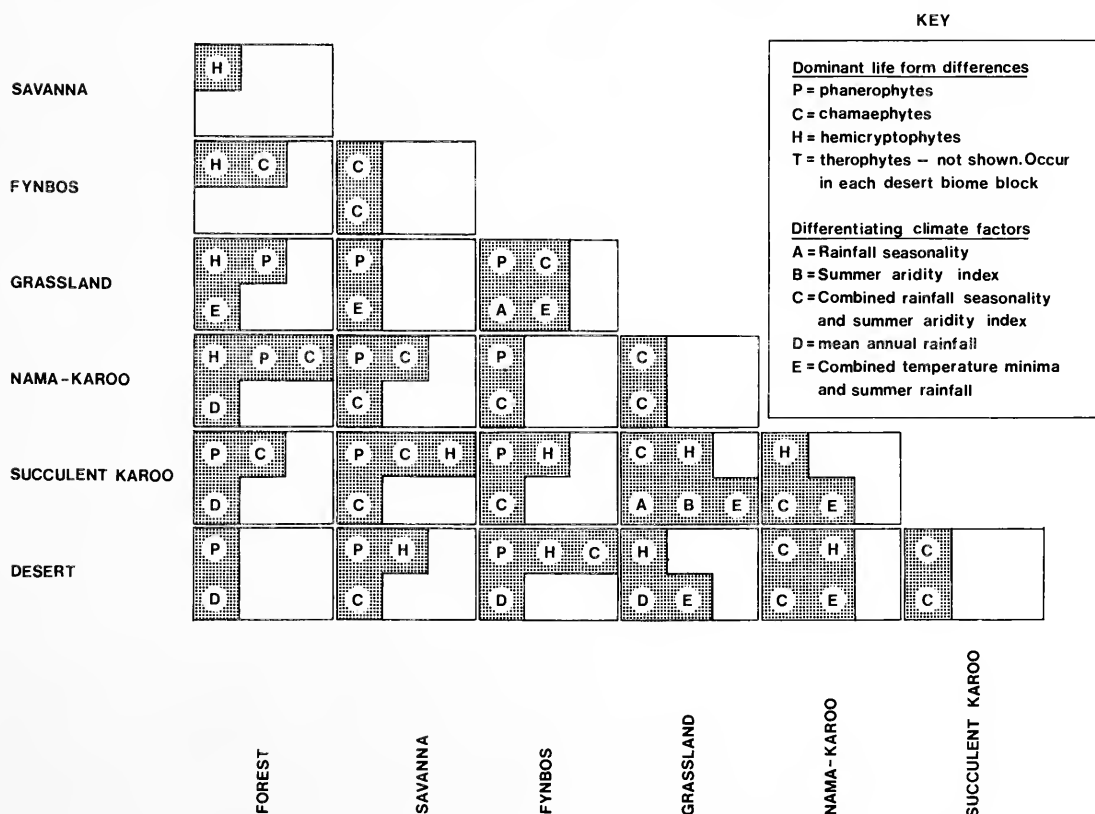 KEY
Dominant life form differences
P = phanerophytes
C = chamaephytes
H = hemicryptophytes
T = therophytes – not shown. Occur
in each desert biome block
Differentiating climate factors
A = Rainfall seasonality
B = Summer aridity index
C = Combined rainfall seasonality
and summer aridity index
D = mean annual rainfall
E = Combined temperature minima
and summer rainfall
SAVANNA
H
FYNBOS
H C C
C
GRASSLAND
H P P P C
E E A E
NAMA-KAROO
H P C P C P C
D C C C
SUCCULENT KAROO
P C P C H P H C H H
D C C A B E C E
DESERT
P P H P H C H C H C
D C D D E C E C
FOREST
SAVANNA
FYNBOS
GRASSLAND
NAMA-KAROO
SUCCULENT KAROO